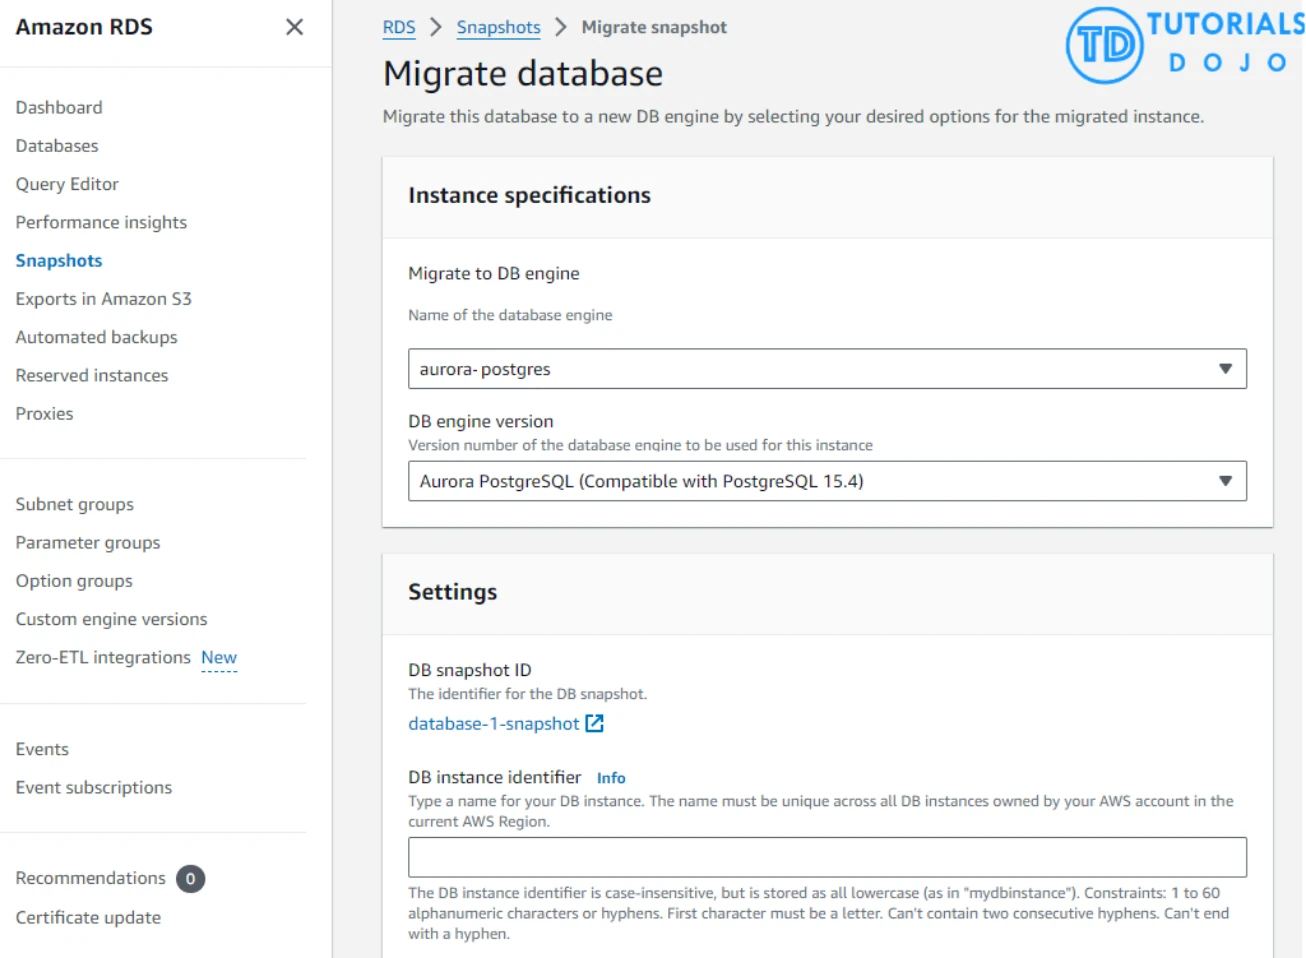 Amazon RDS
Dashboard
Databases
Query Editor
Performance insights
Snapshots
Exports in Amazon S3
Automated backups
Reserved instances
Proxies
Subnet groups
Parameter groups
Option groups
Custom engine versions
Zero-ETL integrations New
Events
Event subscriptions
Recommendations 0
Certificate update
RDS > Snapshots > Migrate snapshot
TD TUTORIALS
DOJO
Migrate database
Migrate this database to a new DB engine by selecting your desired options for the migrated instance.
Instance specifications
Migrate to DB engine
Name of the database engine
aurora-postgres
DB engine version
Version number of the database engine to be used for this instance
Aurora PostgreSQL (Compatible with PostgreSQL 15.4)
Settings
DB snapshot ID
The identifier for the DB snapshot.
database-1-snapshot
DB instance identifier Info
Type a name for your DB instance. The name must be unique across all DB instances owned by your AWS account in the
current AWS Region.
The DB instance identifier is case-insensitive, but is stored as all lowercase (as in "mydbinstance"). Constraints: 1 to 60
alphanumeric characters or hyphens. First character must be a letter. Can't contain two consecutive hyphens. Can't end
with a hyphen.